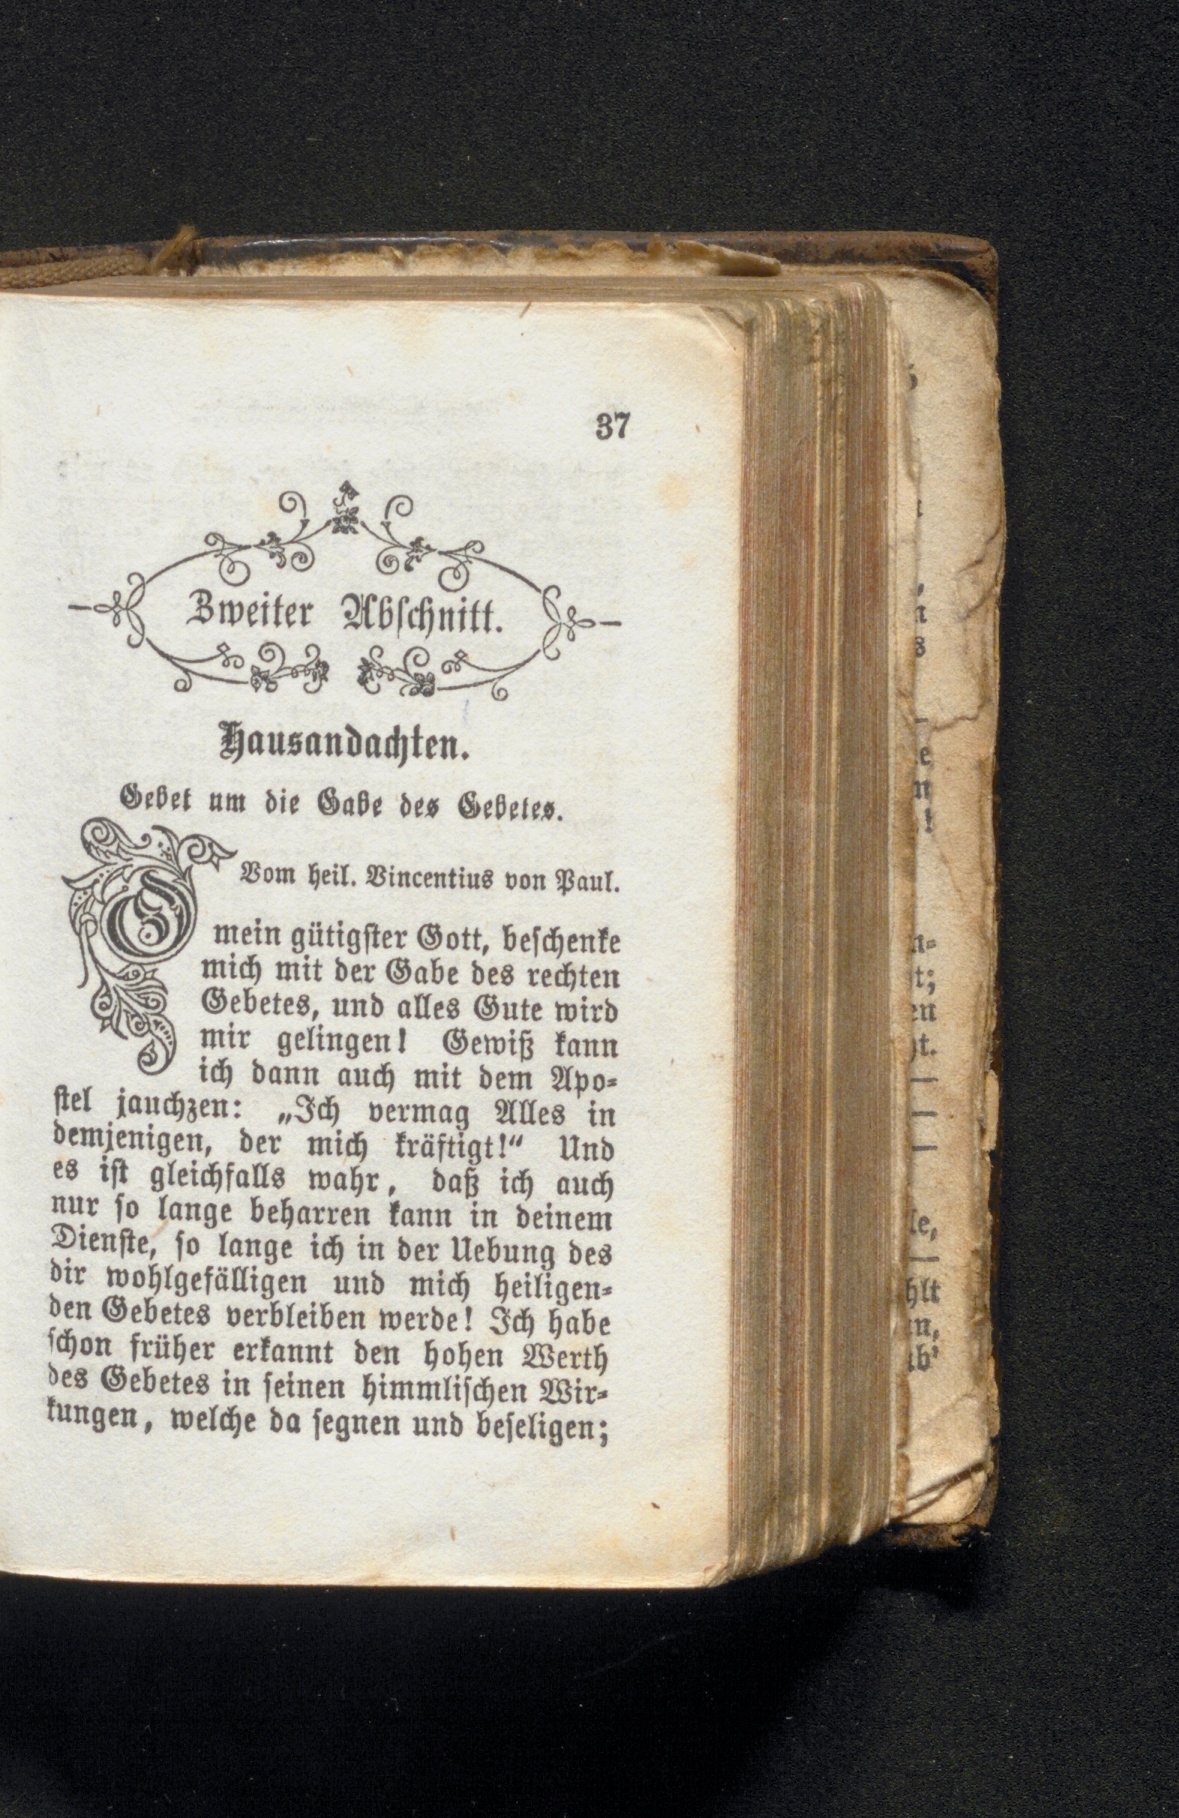 37
Zweiter Abschnitt.
Hausandachten.
Gebet um die Gabe des Gebetes.
Vom heil. Vincentius von Paul.
O mein gütigster Gott, beschenke
mich mit der Gabe des rechten
Gebetes, und alles Gute wird
mir gelingen! Gewiß kann
ich dann auch mit dem Apo=
stel jauchzen: „Ich vermag Alles in
demjenigen, der mich kräftigt!“ Und
es ist gleichfalls wahr, daß ich auch
nur so lange beharren kann in deinem
Dienste, so lange ich in der Uebung des
dir wohlgefälligen und mich heiligen=
den Gebetes verbleiben werde! Ich habe
schon früher erkannt den hohen Werth
des Gebetes in seinen himmlischen Wir=
kungen, welche da segnen und beseligen;